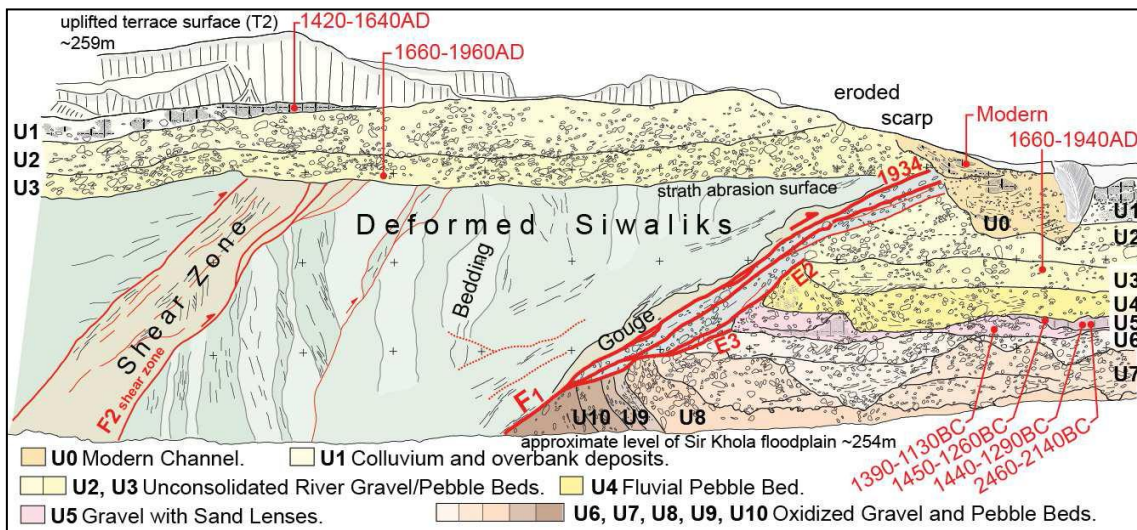 uplifted terrace surface (T2)
~259m
1420-1640AD
1660-1960AD
eroded
scarp
Modern
1660-1940AD
U1
U2
U3
strath abrasion surface
1934
Deformed Siwaliks
Shear Zone
F2 shear zone
Bedding
Gouge
F1
E2
E3
U0
U1
U2
U3
U4
U5
U6
U7
U10
U9
U8
approximate level of Sir Khola floodplain ~254m
1390-1130BC
1450-1260BC
1440-1290BC
2460-2140BC
U0 Modern Channel.
U1 Colluvium and overbank deposits.
U2, U3 Unconsolidated River Gravel/Pebble Beds.
U4 Fluvial Pebble Bed.
U5 Gravel with Sand Lenses.
U6, U7, U8, U9, U10 Oxidized Gravel and Pebble Beds.